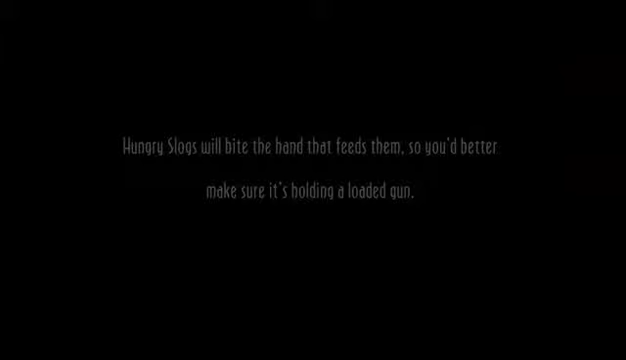 Hungry Slogs will bite the hand that feeds them, so you'd better
make sure it's holding a loaded gun.